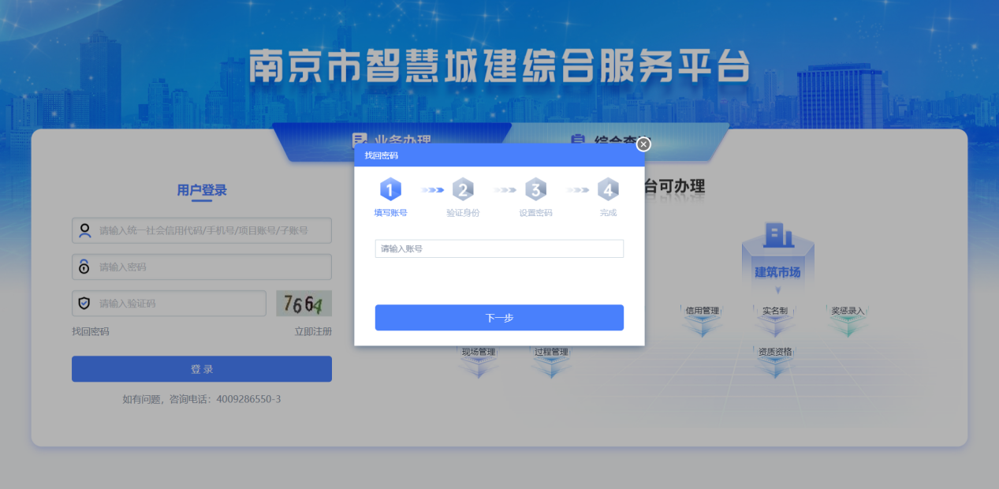 南京市智慧城建综合服务平台
业务办理
用户登录
请输入统一社会信用代码/手机号/项目账号/子账号
请输入密码
请输入验证码
7664
找回密码
立即注册
登 录
如有问题，咨询电话：4009286550-3
找回密码
1
2
3
4
填写账号
验证身份
设置密码
完成
请输入账号
下一步
台可办理
建筑市场
信用管理
实名制
奖惩录入
现场管理
过程管理
资质资格